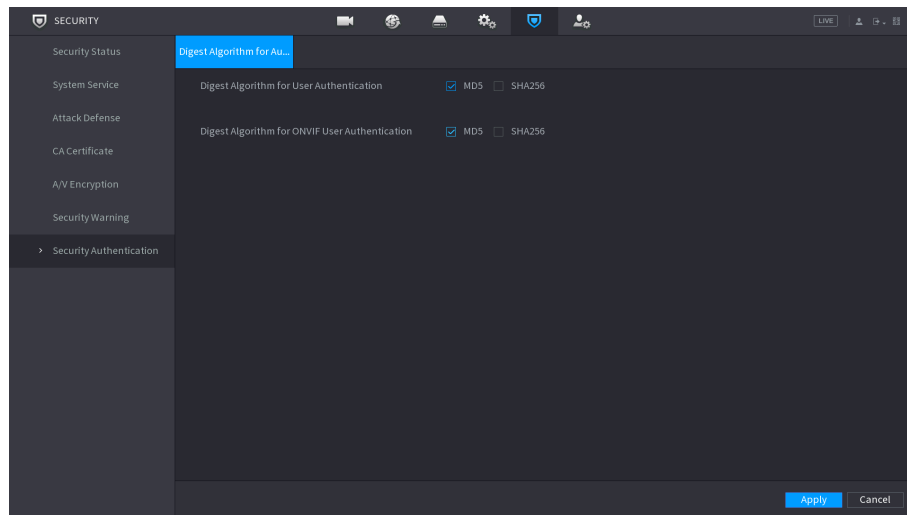 SECURITY
LIVE
Security Status
Digest Algorithm for Au...
System Service
Digest Algorithm for User Authentication MD5 SHA256
Attack Defense
Digest Algorithm for ONVIF User Authentication MD5 SHA256
CA Certificate
A/V Encryption
Security Warning
Security Authentication
Apply Cancel